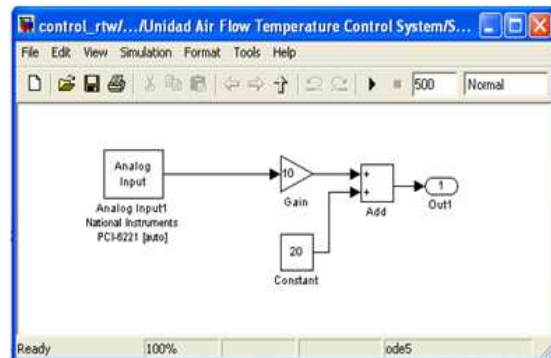 control_rtw/.../Unidad Air Flow Temperature Control System/S...
File Edit View Simulation Format Tools Help
500 Normal
Analog
Input
Analog Input1
National Instruments
PCI-6221 [auto]
10
Gain
+
+
Add
1
Out1
20
Constant
Ready 100% ode5